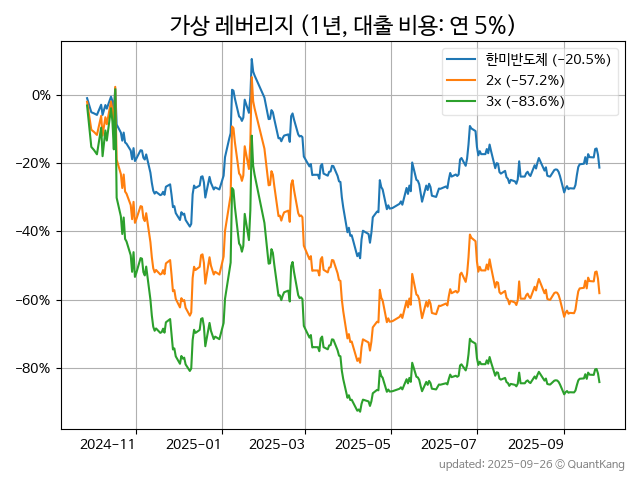 가상 레버리지 (1년, 대출 비용: 연 5%)
한미반도체 (−20.5%)
2x (−57.2%)
3x (−83.6%)
0%
−20%
−40%
−60%
−80%
2024-11 2025-01 2025-03 2025-05 2025-07 2025-09
updated: 2025-09-26 © QuantKang